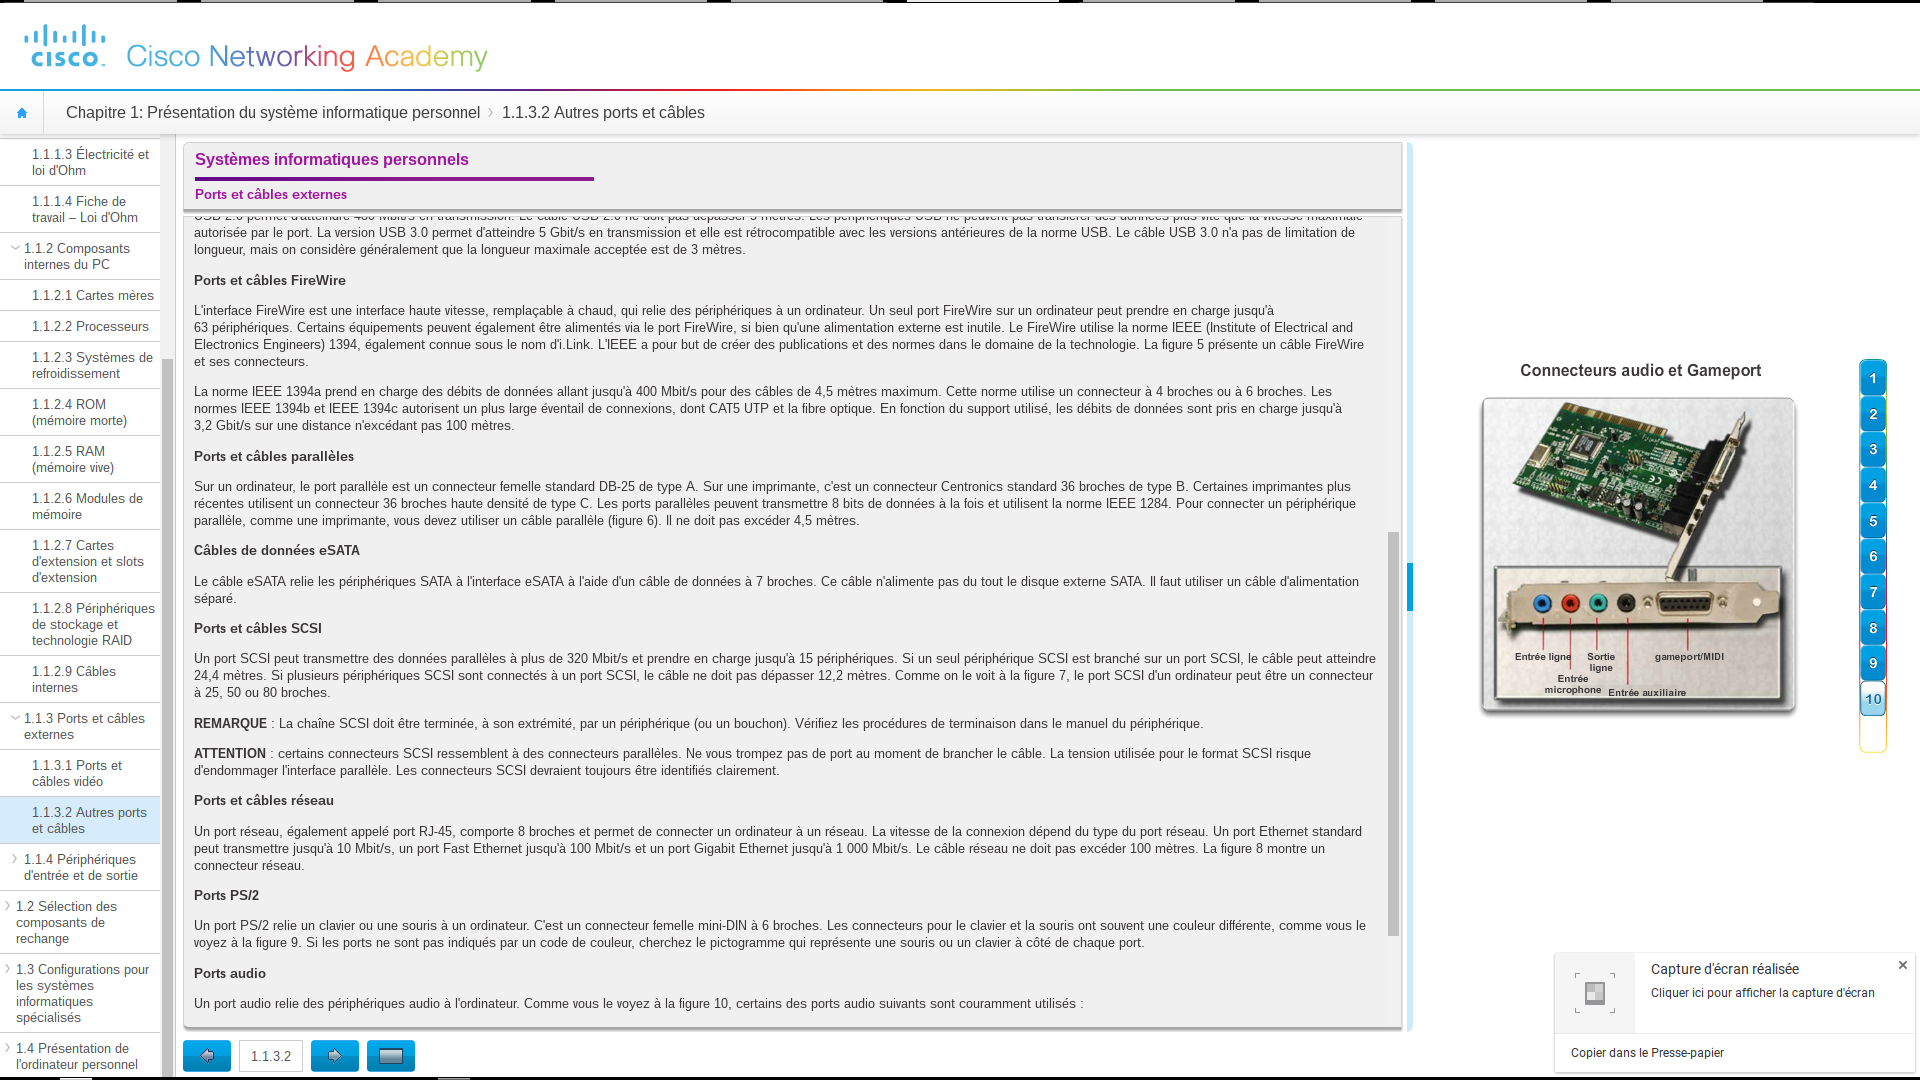 cisco
Cisco Networking Academy
Chapitre 1: Présentation du système informatique personnel
1.1.3.2 Autres ports et câbles
1.1.1.3 Électricité et
loi d'Ohm
1.1.1.4 Fiche de
travail – Loi d'Ohm
1.1.2 Composants
internes du PC
1.1.2.1 Cartes mères
1.1.2.2 Processeurs
1.1.2.3 Systèmes de
refroidissement
1.1.2.4 ROM
(mémoire morte)
1.1.2.5 RAM
(mémoire vive)
1.1.2.6 Modules de
mémoire
1.1.2.7 Cartes
d'extension et slots
d'extension
1.1.2.8 Périphériques
de stockage et
technologie RAID
1.1.2.9 Câbles
internes
1.1.3 Ports et câbles
externes
1.1.3.1 Ports et
câbles vidéo
1.1.3.2 Autres ports
et câbles
1.1.4 Périphériques
d'entrée et de sortie
1.2 Sélection des
composants de
rechange
1.3 Configurations pour
les systèmes
informatiques
spécialisés
1.4 Présentation de
l'ordinateur personnel
Systèmes informatiques personnels
Ports et câbles externes
USB 2.0 permet d'atteindre 480 Mbit/s en transmission. Le câble USB 2.0 ne doit pas dépasser 5 mètres. Les périphériques USB ne peuvent pas transférer des données plus vite que la vitesse maximale
autorisée par le port. La version USB 3.0 permet d'atteindre 5 Gbit/s en transmission et elle est rétrocompatible avec les versions antérieures de la norme USB. Le câble USB 3.0 n'a pas de limitation de
longueur, mais on considère généralement que la longueur maximale acceptée est de 3 mètres.
Ports et câbles FireWire
L'interface FireWire est une interface haute vitesse, remplaçable à chaud, qui relie des périphériques à un ordinateur. Un seul port FireWire sur un ordinateur peut prendre en charge jusqu'à
63 périphériques. Certains équipements peuvent également être alimentés via le port FireWire, si bien qu'une alimentation externe est inutile. Le FireWire utilise la norme IEEE (Institute of Electrical and
Electronics Engineers) 1394, également connue sous le nom d'i.Link. L'IEEE a pour but de créer des publications et des normes dans le domaine de la technologie. La figure 5 présente un câble FireWire
et ses connecteurs.
La norme IEEE 1394a prend en charge des débits de données allant jusqu'à 400 Mbit/s pour des câbles de 4,5 mètres maximum. Cette norme utilise un connecteur à 4 broches ou à 6 broches. Les
normes IEEE 1394b et IEEE 1394c autorisent un plus large éventail de connexions, dont CAT5 UTP et la fibre optique. En fonction du support utilisé, les débits de données sont pris en charge jusqu'à
3,2 Gbit/s sur une distance n'excédant pas 100 mètres.
Ports et câbles parallèles
Sur un ordinateur, le port parallèle est un connecteur femelle standard DB-25 de type A. Sur une imprimante, c'est un connecteur Centronics standard 36 broches de type B. Certaines imprimantes plus
récentes utilisent un connecteur 36 broches haute densité de type C. Les ports parallèles peuvent transmettre 8 bits de données à la fois et utilisent la norme IEEE 1284. Pour connecter un périphérique
parallèle, comme une imprimante, vous devez utiliser un câble parallèle (figure 6). Il ne doit pas excéder 4,5 mètres.
Câbles de données eSATA
Le câble eSATA relie les périphériques SATA à l'interface eSATA à l'aide d'un câble de données à 7 broches. Ce câble n'alimente pas du tout le disque externe SATA. Il faut utiliser un câble d'alimentation
séparé.
Ports et câbles SCSI
Un port SCSI peut transmettre des données parallèles à plus de 320 Mbit/s et prendre en charge jusqu'à 15 périphériques. Si un seul périphérique SCSI est branché sur un port SCSI, le câble peut atteindre
24,4 mètres. Si plusieurs périphériques SCSI sont connectés à un port SCSI, le câble ne doit pas dépasser 12,2 mètres. Comme on le voit à la figure 7, le port SCSI d'un ordinateur peut être un connecteur
à 25, 50 ou 80 broches.
REMARQUE : La chaîne SCSI doit être terminée, à son extrémité, par un périphérique (ou un bouchon). Vérifiez les procédures de terminaison dans le manuel du périphérique.
ATTENTION : certains connecteurs SCSI ressemblent à des connecteurs parallèles. Ne vous trompez pas de port au moment de brancher le câble. La tension utilisée pour le format SCSI risque
d'endommager l'interface parallèle. Les connecteurs SCSI devraient toujours être identifiés clairement.
Ports et câbles réseau
Un port réseau, également appelé port RJ-45, comporte 8 broches et permet de connecter un ordinateur à un réseau. La vitesse de la connexion dépend du type du port réseau. Un port Ethernet standard
peut transmettre jusqu'à 10 Mbit/s, un port Fast Ethernet jusqu'à 100 Mbit/s et un port Gigabit Ethernet jusqu'à 1 000 Mbit/s. Le câble réseau ne doit pas excéder 100 mètres. La figure 8 montre un
connecteur réseau.
Ports PS/2
Un port PS/2 relie un clavier ou une souris à un ordinateur. C'est un connecteur femelle mini-DIN à 6 broches. Les connecteurs pour le clavier et la souris ont souvent une couleur différente, comme vous le
voyez à la figure 9. Si les ports ne sont pas indiqués par un code de couleur, cherchez le pictogramme qui représente une souris ou un clavier à côté de chaque port.
Ports audio
Un port audio relie des périphériques audio à l'ordinateur. Comme vous le voyez à la figure 10, certains des ports audio suivants sont couramment utilisés :
1.1.3.2
Connecteurs audio et Gameport
Entrée ligne
Sortie
ligne
gameport/MIDI
Entrée
microphone
Entrée auxiliaire
1
2
3
4
5
6
7
8
9
10
Capture d'écran réalisée
Cliquer ici pour afficher la capture d'écran
Copier dans le Presse-papier